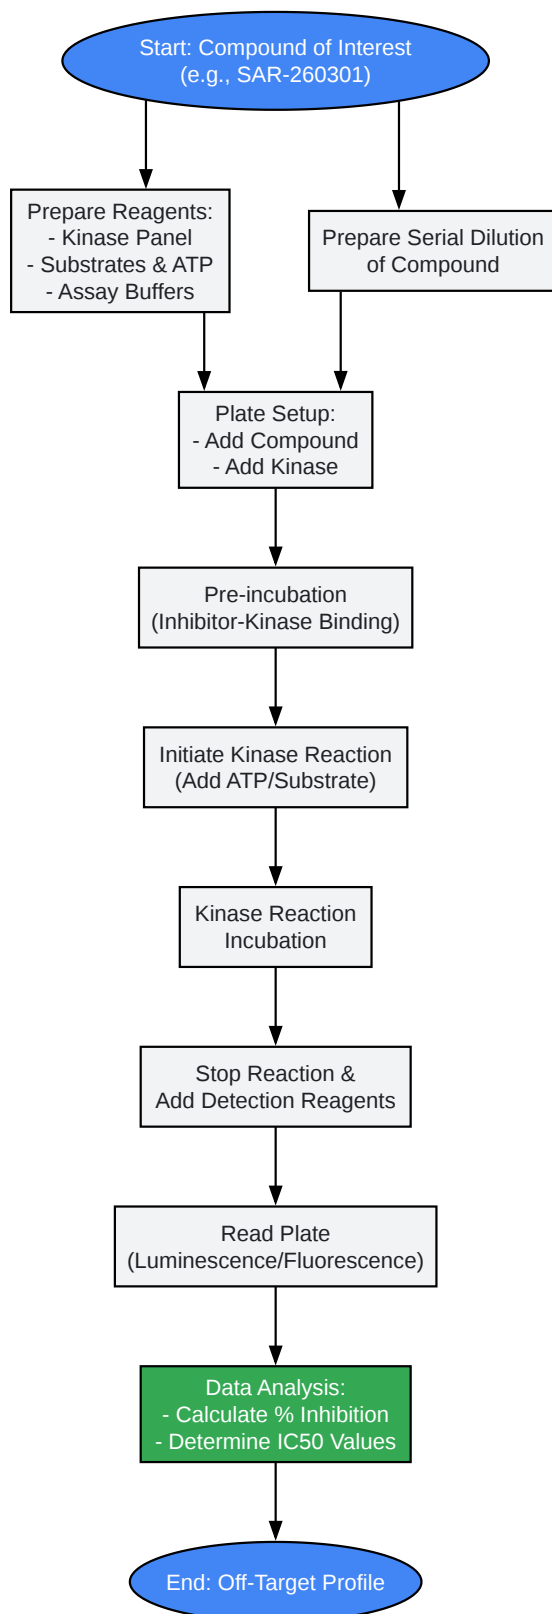 Start: Compound of Interest
(e.g., SAR-260301)
Prepare Reagents:
- Kinase Panel
- Substrates & ATP
- Assay Buffers
Prepare Serial Dilution
of Compound
Plate Setup:
- Add Compound
- Add Kinase
Pre-incubation
(Inhibitor-Kinase Binding)
Initiate Kinase Reaction
(Add ATP/Substrate)
Kinase Reaction
Incubation
Stop Reaction &
Add Detection Reagents
Read Plate
(Luminescence/Fluorescence)
Data Analysis:
- Calculate % Inhibition
- Determine IC50 Values
End: Off-Target Profile